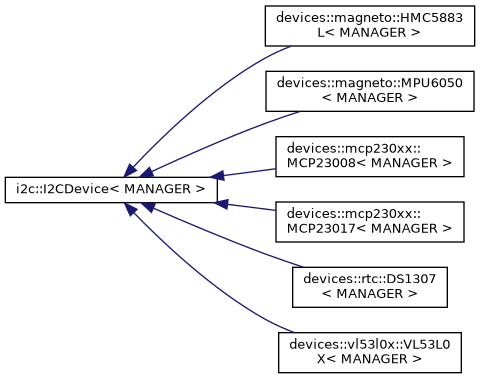 devices::magneto::HMC5883
L< MANAGER >
devices::magneto::MPU6050
< MANAGER >
devices::mcp230xx::
MCP23008< MANAGER >
i2c::I2CDevice< MANAGER >
devices::mcp230xx::
MCP23017< MANAGER >
devices::rtc::DS1307
< MANAGER >
devices::vl53l0x::VL53L0
X< MANAGER >